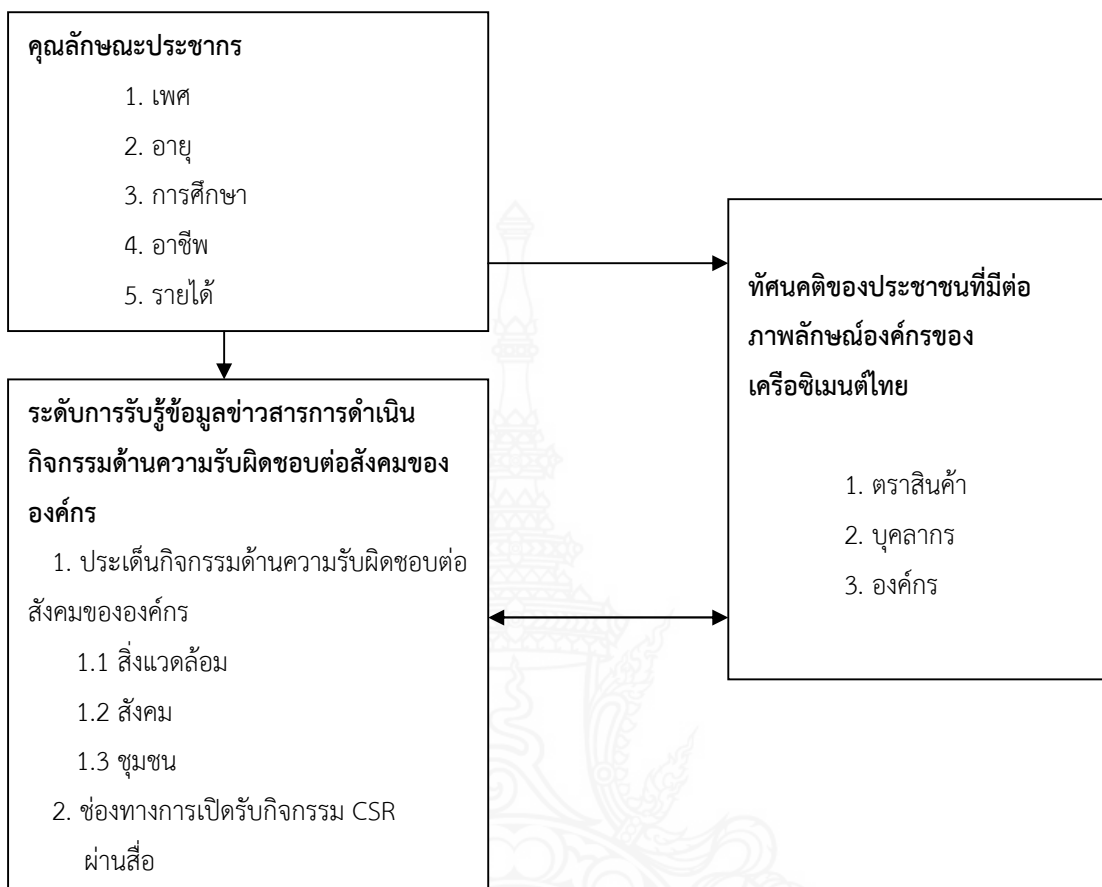 คุณลักษณะประชากร
1. เพศ
2. อายุ
3. การศึกษา
4. อาชีพ
5. รายได้
ระดับการรับรู้ข้อมูลข่าวสารการดำเนิน
กิจกรรมด้านความรับผิดชอบต่อสังคมของ
องค์กร
1. ประเด็นกิจกรรมด้านความรับผิดชอบต่อ
สังคมขององค์กร
1.1 สิ่งแวดล้อม
1.2 สังคม
1.3 ชุมชน
2. ช่องทางการเปิดรับกิจกรรม CSR
ผ่านสื่อ
ทัศนคติของประชาชนที่มีต่อ
ภาพลักษณ์องค์กรของ
เครือซิเมนต์ไทย
1. ตราสินค้า
2. บุคลากร
3. องค์กร